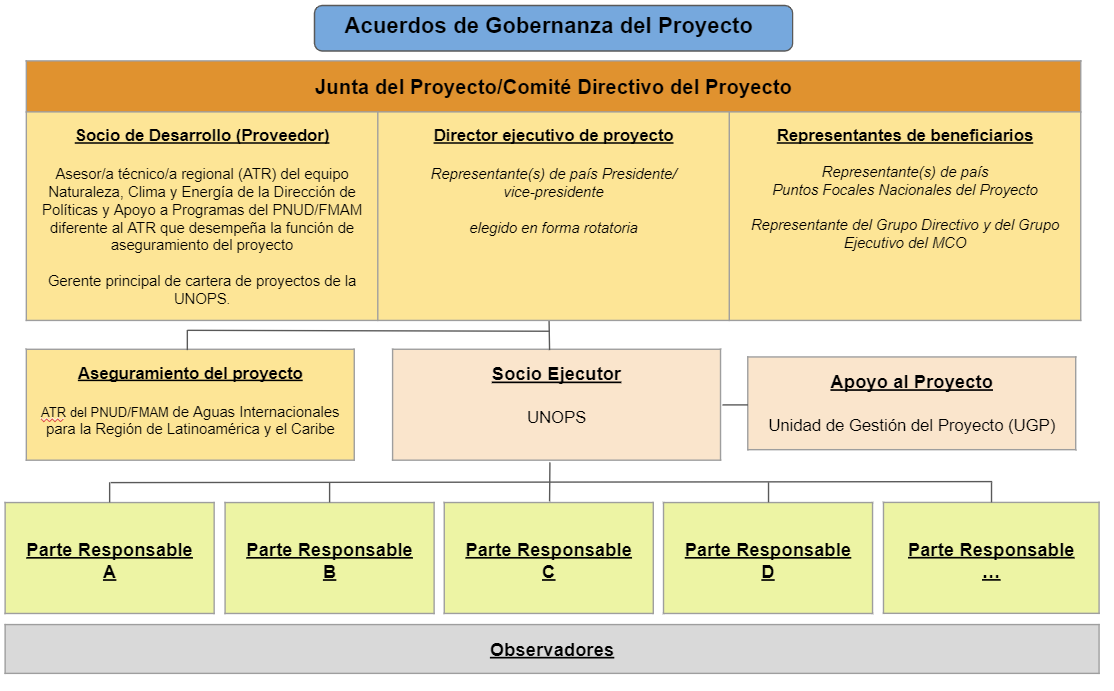 Acuerdos de Gobernanza del Proyecto
Junta del Proyecto/Comité Directivo del Proyecto
Socio de Desarrollo (Proveedor)
Asesor/a técnico/a regional (ATR) del equipo
Naturaleza, Clima y Energía de la Dirección de
Políticas y Apoyo a Programas del PNUD/FMAM
diferente al ATR que desempeña la función de
aseguramiento del proyecto
Gerente principal de cartera de proyectos de la
UNOPS.
Director ejecutivo de proyecto
Representante(s) de país Presidente/
vice-presidente
elegido en forma rotatoria
Representantes de beneficiarios
Representante(s) de país
Puntos Focales Nacionales del Proyecto
Representante del Grupo Directivo y del Grupo
Ejecutivo del MCO
Aseguramiento del proyecto
ATR del PNUD/FMAM de Aguas Internacionales
para la Región de Latinoamérica y el Caribe
Socio Ejecutor
UNOPS
Apoyo al Proyecto
Unidad de Gestión del Proyecto (UGP)
Parte Responsable
A
Parte Responsable
B
Parte Responsable
C
Parte Responsable
D
Parte Responsable
...
Observadores